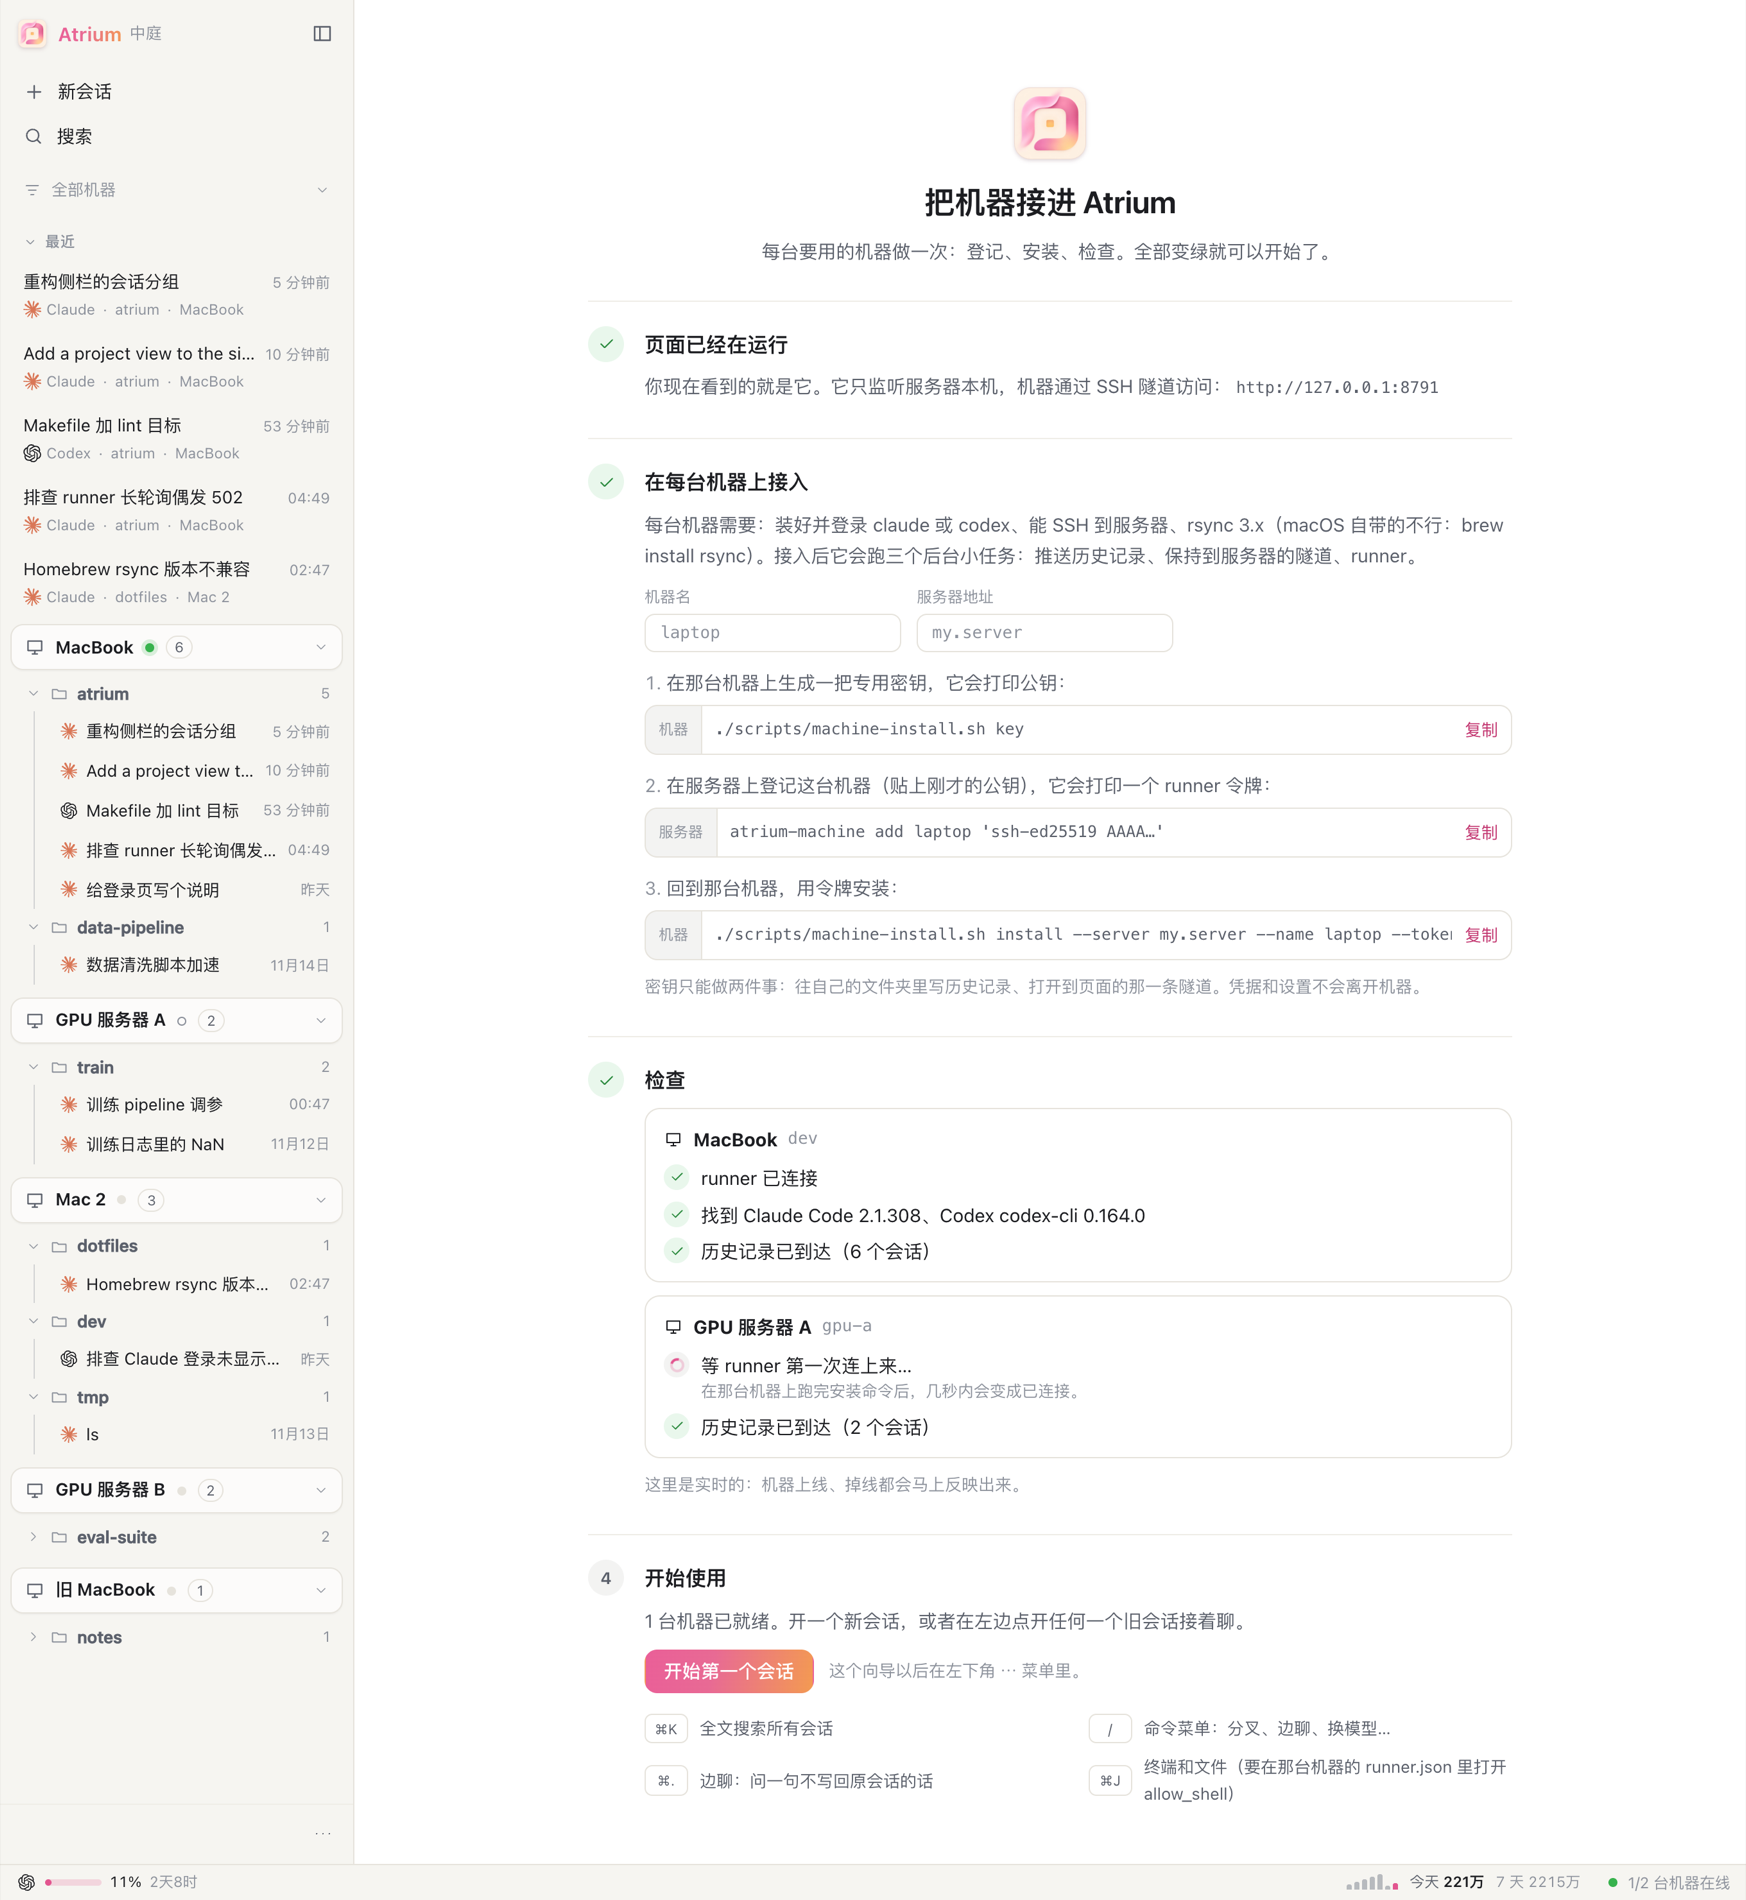 Atrium 中庭
新会话
搜索
全部机器
最近
重构侧栏的会话分组 5 分钟前
Claude · atrium · MacBook
Add a project view to the si... 10 分钟前
Claude · atrium · MacBook
Makefile 加 lint 目标 53 分钟前
Codex · atrium · MacBook
排查 runner 长轮询偶发 502 04:49
Claude · atrium · MacBook
Homebrew rsync 版本不兼容 02:47
Claude · dotfiles · Mac 2
MacBook 6
atrium 5
重构侧栏的会话分组 5 分钟前
Add a project view t... 10 分钟前
Makefile 加 lint 目标 53 分钟前
排查 runner 长轮询偶发... 04:49
给登录页写个说明 昨天
data-pipeline 1
数据清洗脚本加速 11月14日
GPU 服务器 A 2
train 2
训练 pipeline 调参 00:47
训练日志里的 NaN 11月12日
Mac 2 3
dotfiles 1
Homebrew rsync 版本... 02:47
dev 1
排查 Claude 登录未显示... 昨天
tmp 1
ls 11月13日
GPU 服务器 B 2
eval-suite 2
旧 MacBook 1
notes 1
...
把机器接进 Atrium
每台要用的机器做一次：登记、安装、检查。全部变绿就可以开始了。
页面已经在运行
你现在看到的就是它。它只监听服务器本机，机器通过 SSH 隧道访问： http://127.0.0.1:8791
在每台机器上接入
每台机器需要：装好并登录 claude 或 codex、能 SSH 到服务器、rsync 3.x（macOS 自带的不行：brew
install rsync）。接入后它会跑三个后台小任务：推送历史记录、保持到服务器的隧道、runner。
机器名 服务器地址
laptop my.server
1. 在那台机器上生成一把专用密钥，它会打印公钥：
机器 ./scripts/machine-install.sh key 复制
2. 在服务器上登记这台机器（贴上刚才的公钥），它会打印一个 runner 令牌：
服务器 atrium-machine add laptop 'ssh-ed25519 AAAA…' 复制
3. 回到那台机器，用令牌安装：
机器 ./scripts/machine-install.sh install --server my.server --name laptop --token 复制
密钥只能做两件事：往自己的文件夹里写历史记录、打开到页面的那一条隧道。凭据和设置不会离开机器。
检查
MacBook dev
runner 已连接
找到 Claude Code 2.1.308、Codex codex-cli 0.164.0
历史记录已到达（6 个会话）
GPU 服务器 A gpu-a
等 runner 第一次连上来…
在那台机器上跑完安装命令后，几秒内会变成已连接。
历史记录已到达（2 个会话）
这里是实时的：机器上线、掉线都会马上反映出来。
4 开始使用
1 台机器已就绪。开一个新会话，或者在左边点开任何一个旧会话接着聊。
开始第一个会话 这个向导以后在左下角 ··· 菜单里。
⌘K 全文搜索所有会话
/ 命令菜单：分叉、边聊、换模型…
⌘. 边聊：问一句不写回原会话的话
⌘J 终端和文件（要在那台机器的 runner.json 里打开
allow_shell）
11% 2天8时
今天 221万 7 天 2215万 1/2 台机器在线